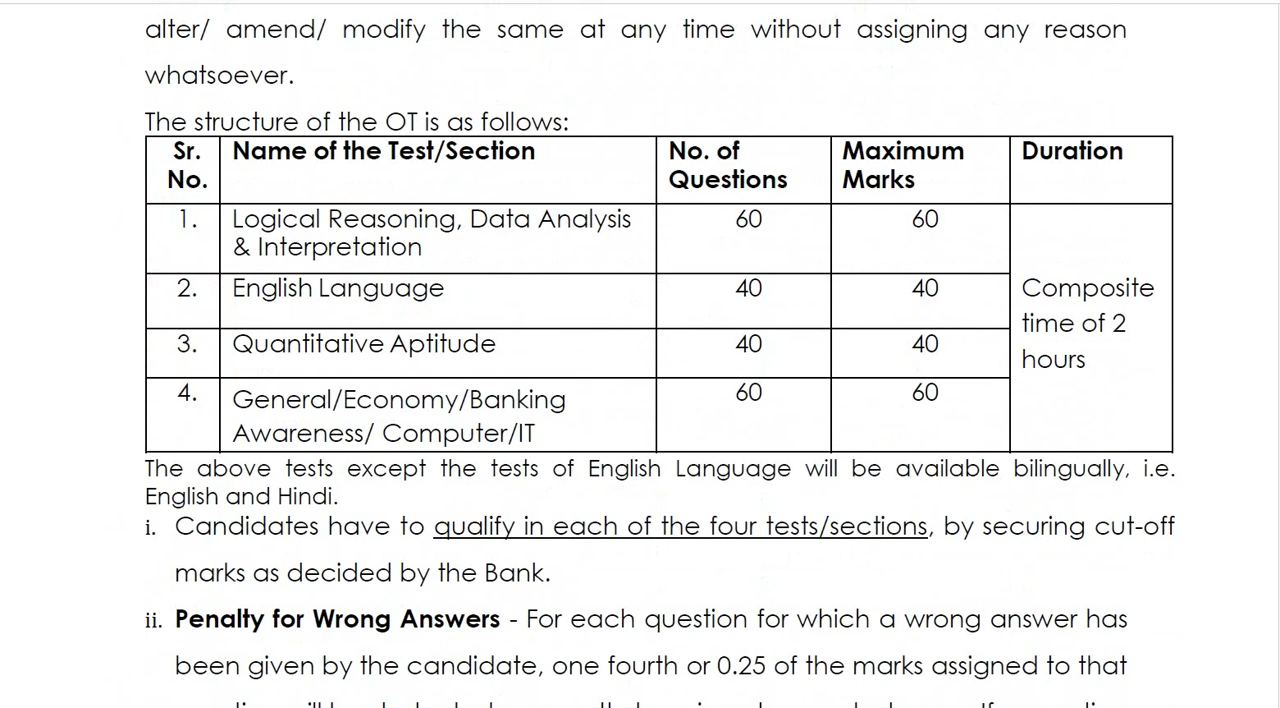 alter/ amend/ modify the same at any time without assigning any reason
whatsoever.
The structure of the OT is as follows:
Sr. No. Name of the Test/Section No. of Questions Maximum Marks Duration
1. Logical Reasoning, Data Analysis & Interpretation 60 60
2. English Language 40 40
3. Quantitative Aptitude 40 40
4. General/Economy/Banking Awareness/ Computer/IT 60 60
Composite
time of 2
hours
The above tests except the tests of English Language will be available bilingually, i.e.
English and Hindi.
i. Candidates have to qualify in each of the four tests/sections, by securing cut-off
marks as decided by the Bank.
ii. Penalty for Wrong Answers - For each question for which a wrong answer has
been given by the candidate, one fourth or 0.25 of the marks assigned to that